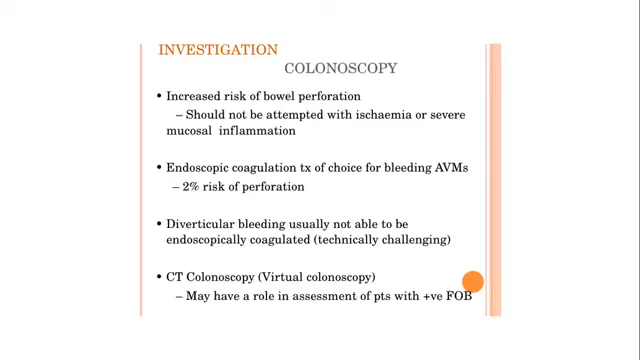 INVESTIGATION
COLONOSCOPY
• Increased risk of bowel perforation
– Should not be attempted with ischaemia or severe
mucosal inflammation
• Endoscopic coagulation tx of choice for bleeding AVMs
– 2% risk of perforation
• Diverticular bleeding usually not able to be
endoscopically coagulated (technically challenging)
• CT Colonoscopy (Virtual colonoscopy)
– May have a role in assessment of pts with +ve FOB